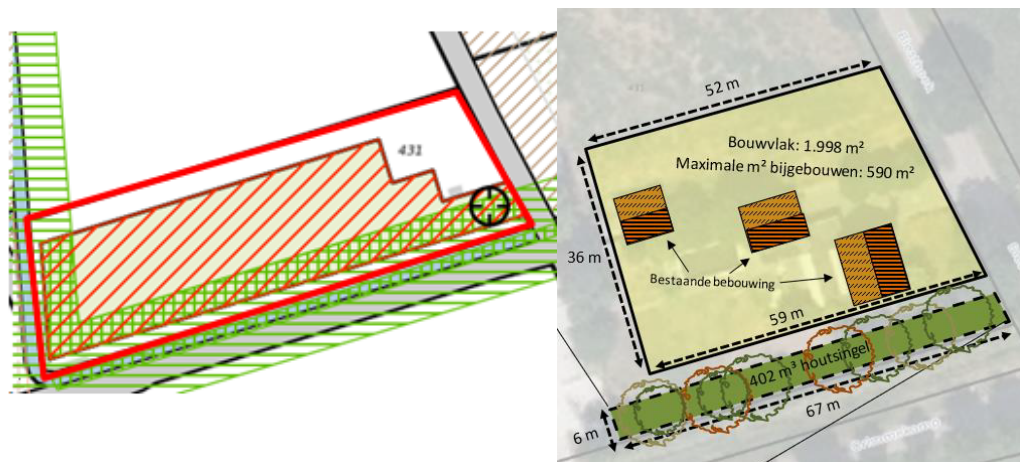 431
52 m
Bouwvlak: 1.998 m²
Maximale m² bijgebouwen: 590 m²
36 m
Bestaande bebouwing
59 m
402 m³ houtsingel
67 m
6 m